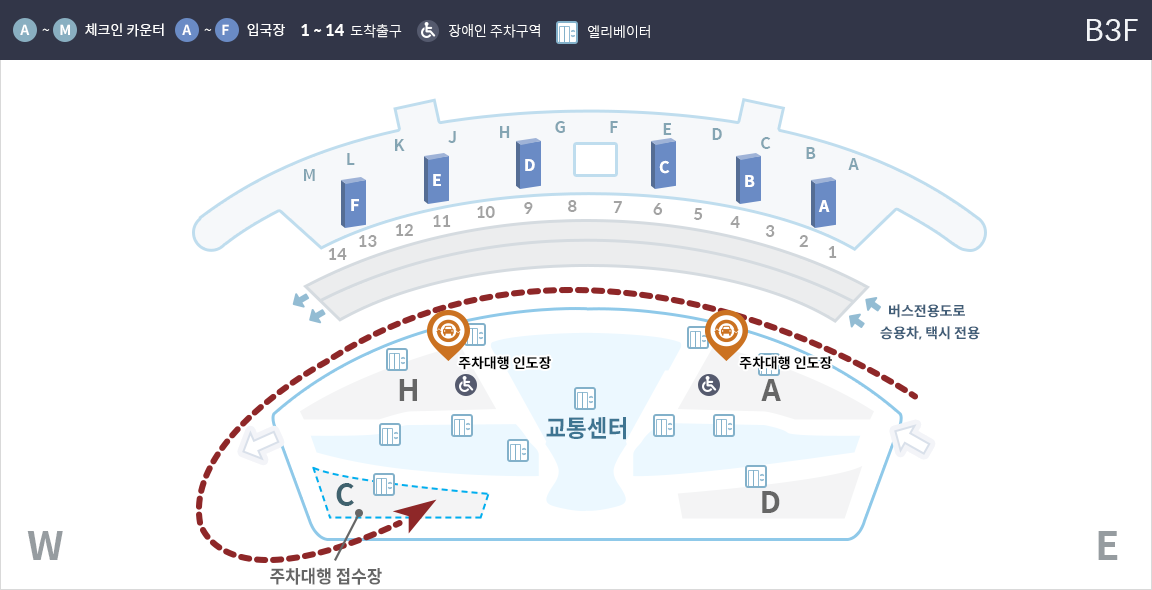 A ~ M 체크인 카운터 A ~ F 입국장 1 ~ 14 도착출구 장애인 주차구역 엘리베이터 B3F
M L K J H G F E D C B A
F E D C B A
14 13 12 11 10 9 8 7 6 5 4 3 2 1
버스전용도로
승용차, 택시 전용
주차대행 인도장 주차대행 인도장
H A
교통센터
C D
W E
주차대행 접수장